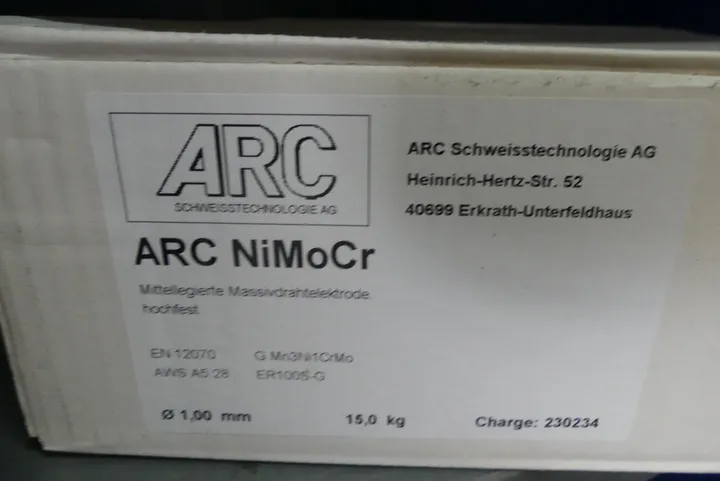 ARC
SCHWEISSTECHNOLOGIE AG
ARC Schweisstechnologie AG
Heinrich-Hertz-Str. 52
40699 Erkrath-Unterfeldhaus
ARC NiMoCr
Mittellegierte Massivdrahtelektrode,
hochfest.
EN 12070 G Mn3Ni1CrMo
AWS A5.28 ER100S-G
Ø 1,00 mm 15,0 kg Charge: 230234